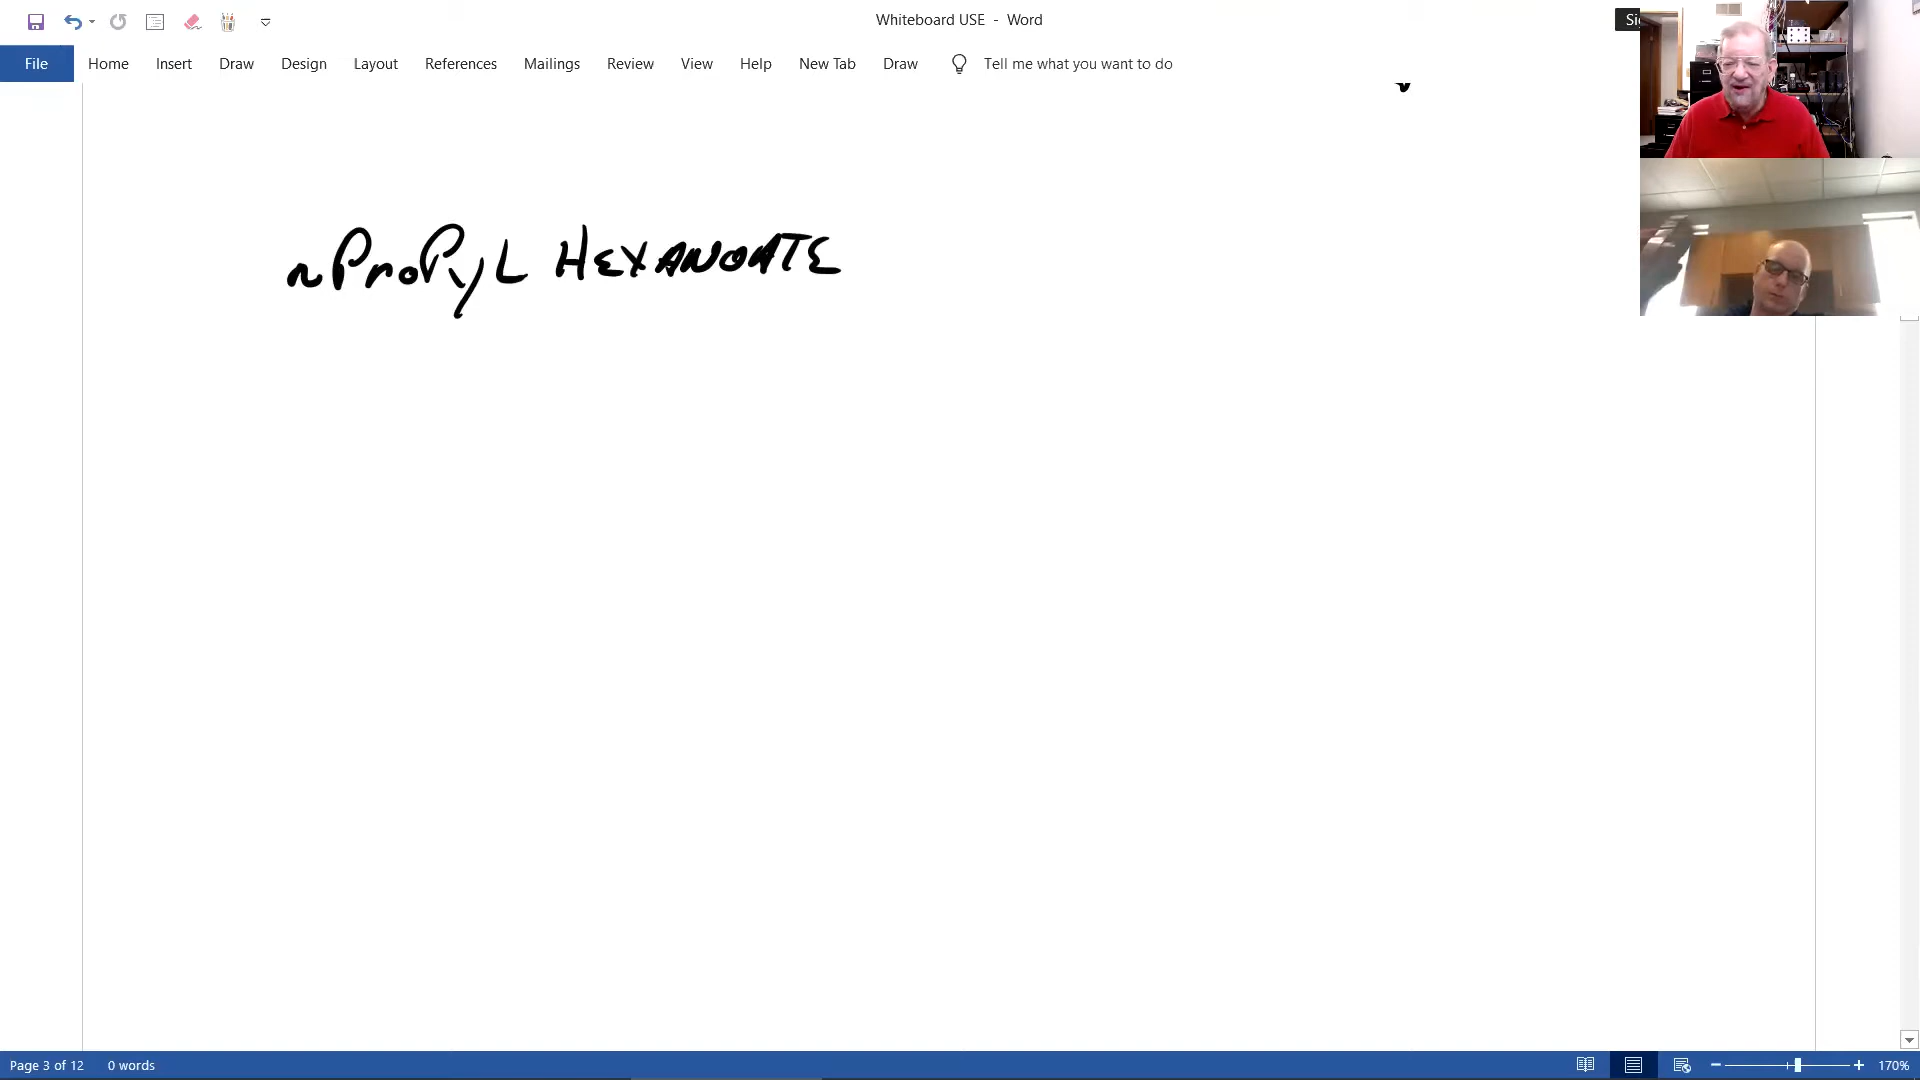 Whiteboard USE - Word
File Home Insert Draw Design Layout References Mailings Review View Help New Tab Draw Tell me what you want to do
nPropyL HEXANOATE
Page 3 of 12 0 words 170%